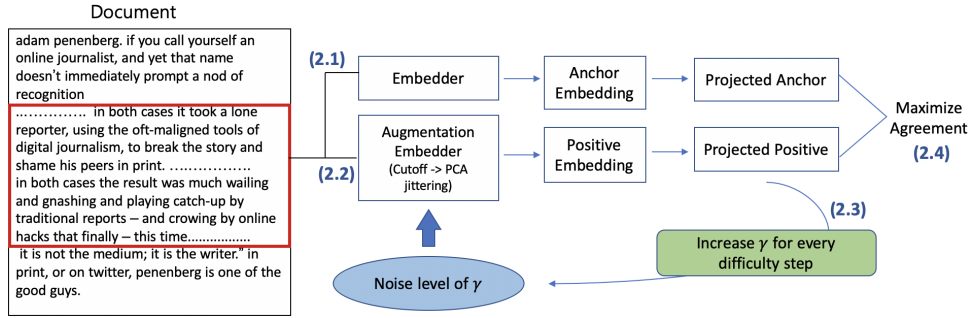 Document
adam penenberg. if you call yourself an
online journalist, and yet that name
doesn't immediately prompt a nod of
recognition
...…………. in both cases it took a lone
reporter, using the oft-maligned tools of
digital journalism, to break the story and
shame his peers in print. ….……………
in both cases the result was much wailing
and gnashing and playing catch-up by
traditional reports – and crowing by online
hacks that finally – this time.................
it is not the medium; it is the writer." in
print, or on twitter, penenberg is one of the
good guys.
(2.1)
(2.2)
Embedder
Augmentation
Embedder
(Cutoff -> PCA
jittering)
Noise level of γ
Anchor
Embedding
Positive
Embedding
Projected Anchor
Projected Positive
Maximize
Agreement
(2.4)
(2.3)
Increase γ for every
difficulty step